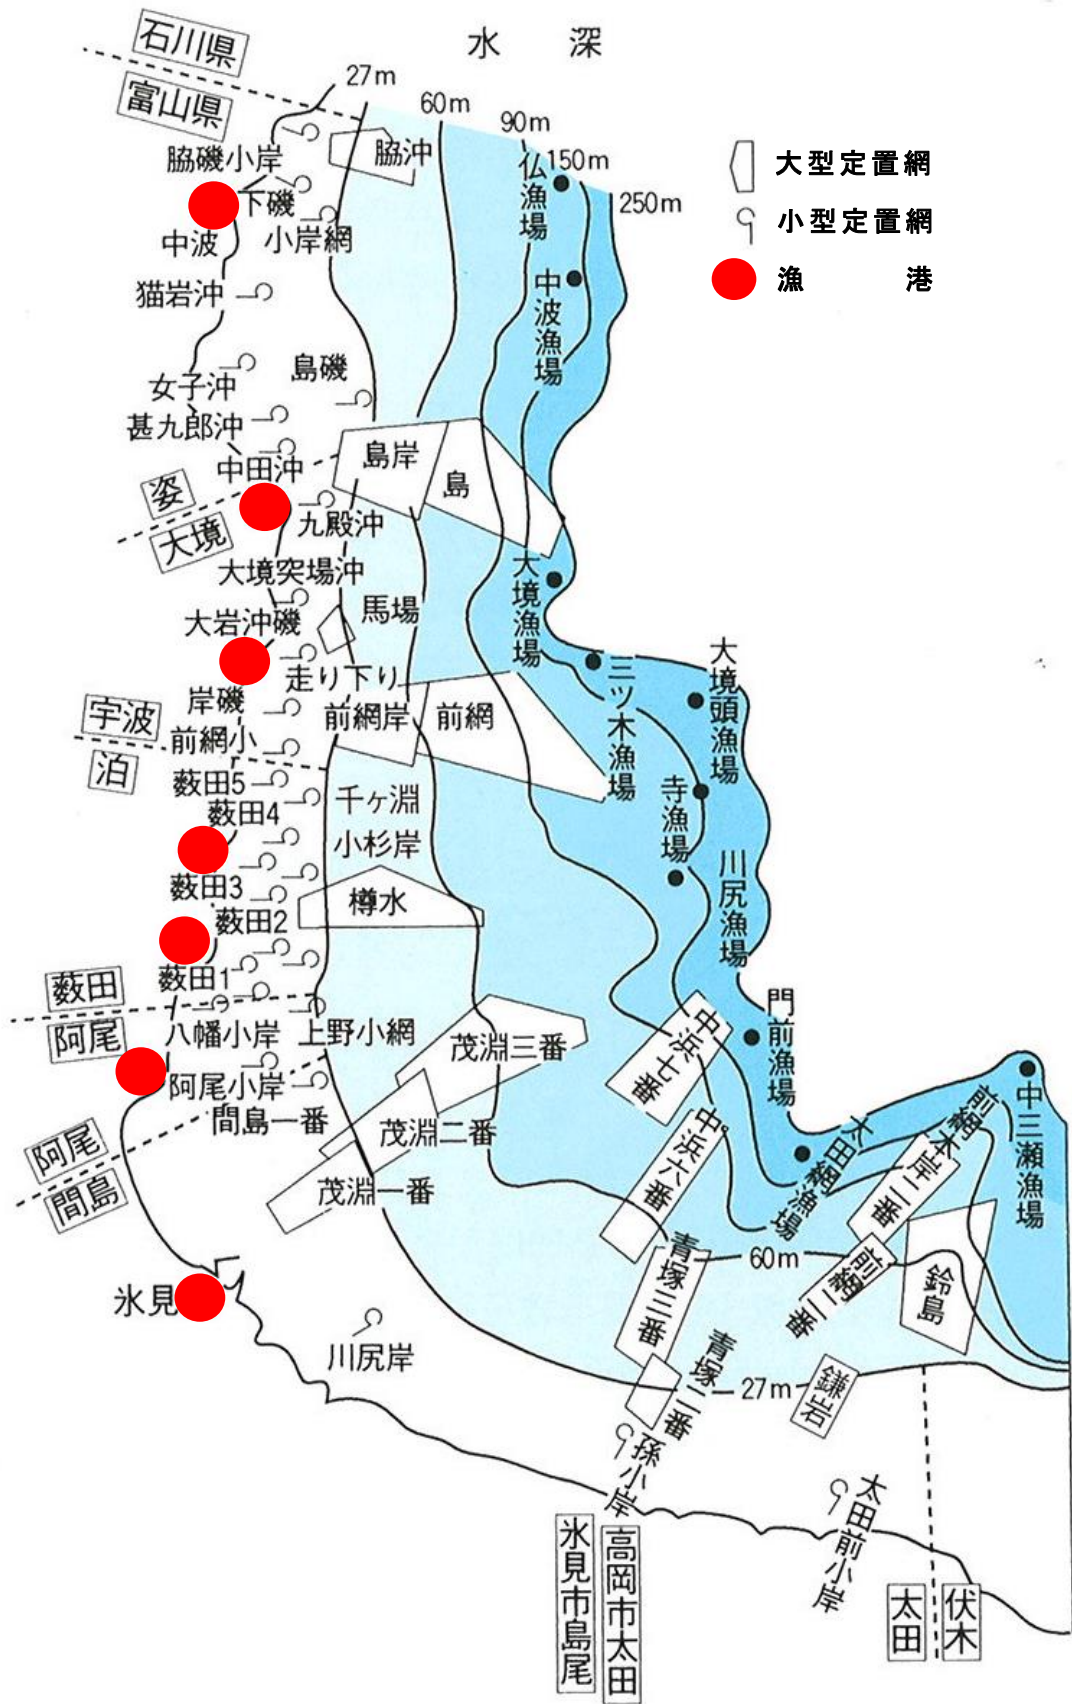 石川県
富山県
水 深
27m
60m
90m
150m
250m
大型定置網
小型定置網
漁 港
脇沖
仏漁場
脇磯小岸
下磯
中波
小岸網
猫岩沖
中波漁場
島磯
女子沖
甚九郎沖
中田沖
島岸
島
姿
大境
九殿沖
大境突場沖
大境漁場
馬場
大岩沖磯
走り下り
三ツ木漁場
大境頭漁場
岸磯
前網岸
前網
宇波
泊
前網小
薮田5
千ヶ淵
薮田4
小杉岸
寺漁場
川尻漁場
薮田3
樽水
薮田2
薮田1
薮田
阿尾
八幡小岸
上野小網
茂淵三番
中浜七番
門前漁場
阿尾小岸
間島一番
茂淵二番
茂淵一番
中浜六番
太田網漁場
前網本岸二番
中三瀬漁場
阿尾
間島
青塚三番
60m
前網二番
鈴島
氷見
川尻岸
青塚二番
27m
鎌岩
孫小岸
太田前小岸
氷見市島尾
高岡市太田
太田
伏木